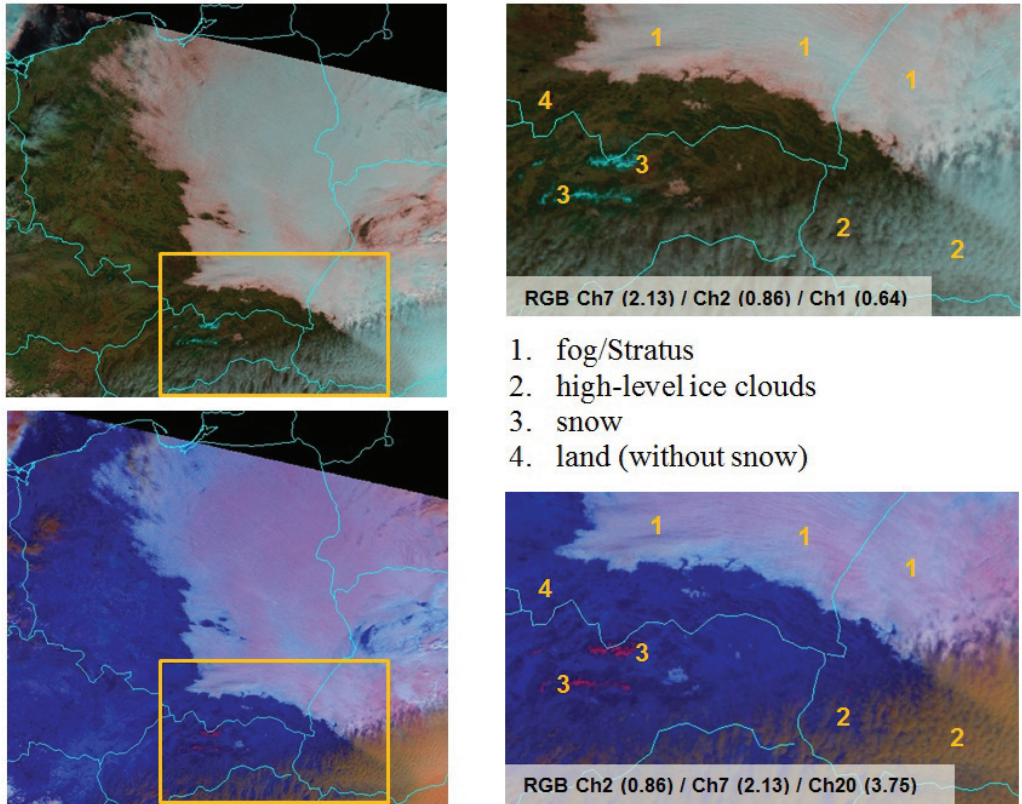 1 1 1
4
3
3
2
2
RGB Ch7 (2.13) / Ch2 (0.86) / Ch1 (0.64)
1. fog/Stratus
2. high-level ice clouds
3. snow
4. land (without snow)
1 1 1
4
3
3
2
2
RGB Ch2 (0.86) / Ch7 (2.13) / Ch20 (3.75)